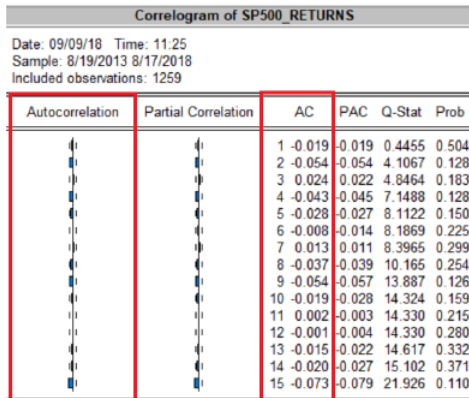 Correlogram of SP500_RETURNS
Date: 09/09/18 Time: 11:25
Sample: 8/19/2013 8/17/2018
Included observations: 1259
Autocorrelation Partial Correlation AC PAC Q-Stat Prob
1 -0.019 -0.019 0.4455 0.504
2 -0.054 -0.054 4.1067 0.128
3 0.024 0.022 4.8464 0.183
4 -0.043 -0.045 7.1488 0.128
5 -0.028 -0.027 8.1122 0.150
6 -0.008 -0.014 8.1869 0.225
7 0.013 0.011 8.3965 0.299
8 -0.037 -0.039 10.165 0.254
9 -0.054 -0.057 13.887 0.126
10 -0.019 -0.028 14.324 0.159
11 0.002 -0.003 14.330 0.215
12 -0.001 -0.004 14.330 0.280
13 -0.015 -0.022 14.617 0.332
14 -0.020 -0.027 15.102 0.371
15 -0.073 -0.079 21.926 0.110